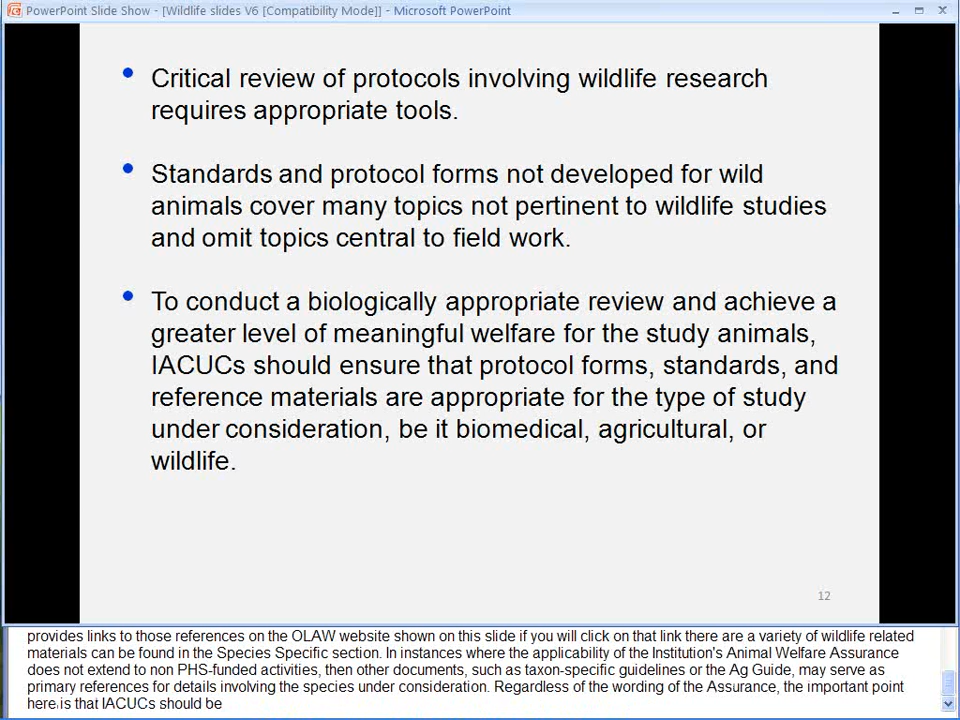 PowerPoint Slide Show - [Wildlife slides V6 [Compatibility Mode]] - Microsoft PowerPoint
• Critical review of protocols involving wildlife research
requires appropriate tools.
• Standards and protocol forms not developed for wild
animals cover many topics not pertinent to wildlife studies
and omit topics central to field work.
• To conduct a biologically appropriate review and achieve a
greater level of meaningful welfare for the study animals,
IACUCs should ensure that protocol forms, standards, and
reference materials are appropriate for the type of study
under consideration, be it biomedical, agricultural, or
wildlife.
12
provides links to those references on the OLAW website shown on this slide if you will click on that link there are a variety of wildlife related
materials can be found in the Species Specific section. In instances where the applicability of the Institution's Animal Welfare Assurance
does not extend to non PHS-funded activities, then other documents, such as taxon-specific guidelines or the Ag Guide, may serve as
primary references for details involving the species under consideration. Regardless of the wording of the Assurance, the important point
here is that IACUCs should be